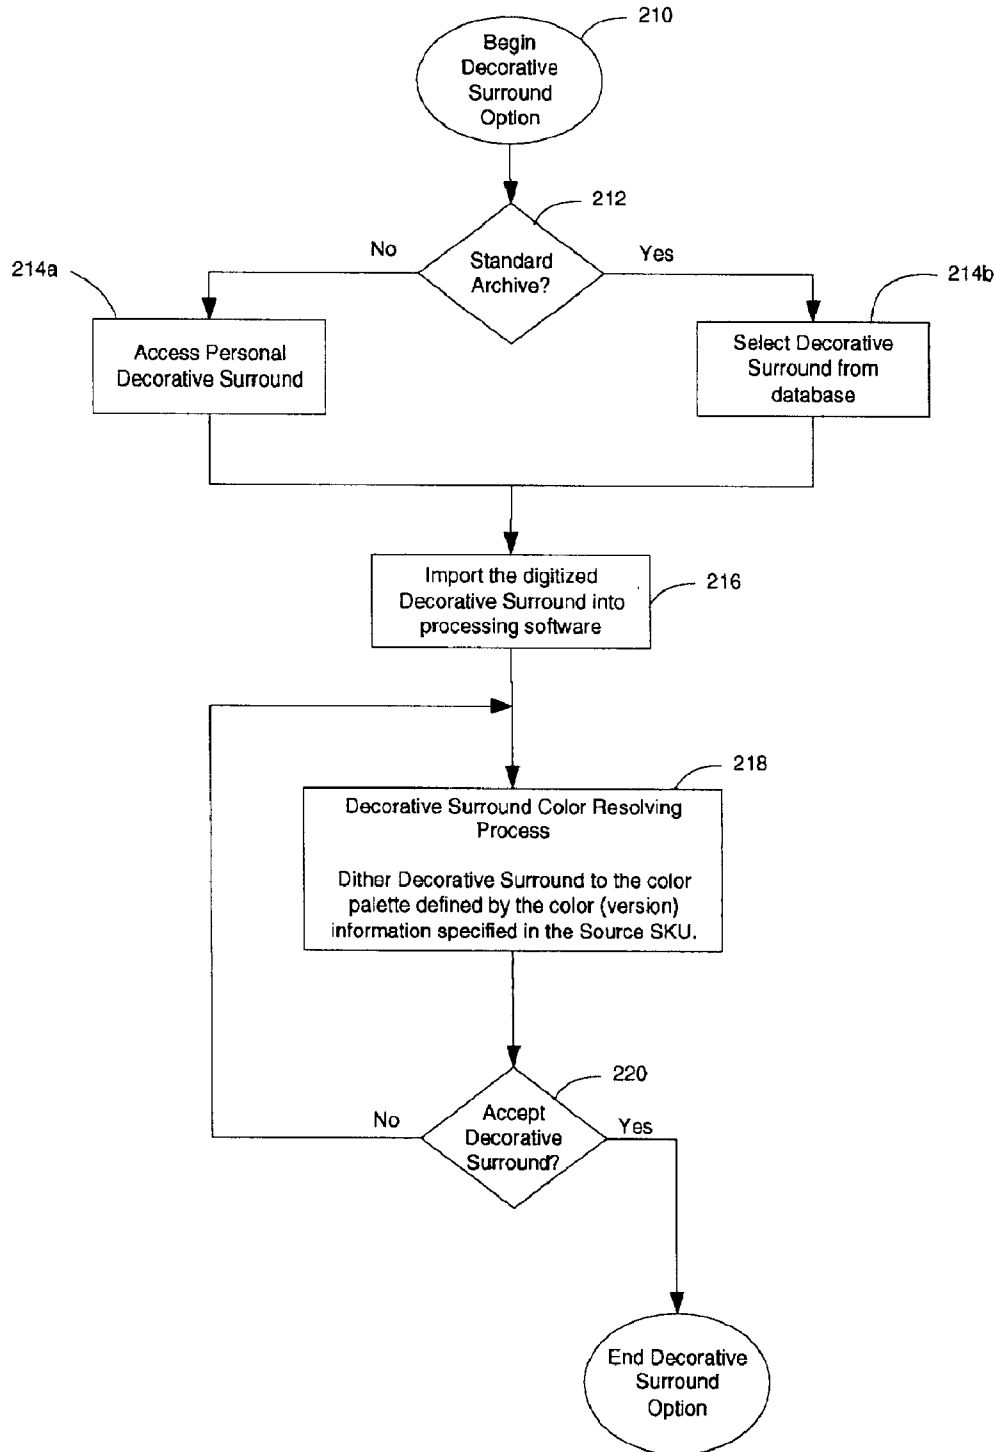 210
Begin
Decorative
Surround
Option
212
No
Standard
Archive?
Yes
214a
214b
Access Personal
Decorative Surround
Select Decorative
Surround from
database
Import the digitized
Decorative Surround into
processing software
216
218
Decorative Surround Color Resolving
Process
Dither Decorative Surround to the color
palette defined by the color (version)
information specified in the Source SKU.
220
No
Accept
Decorative
Surround?
Yes
End Decorative
Surround
Option